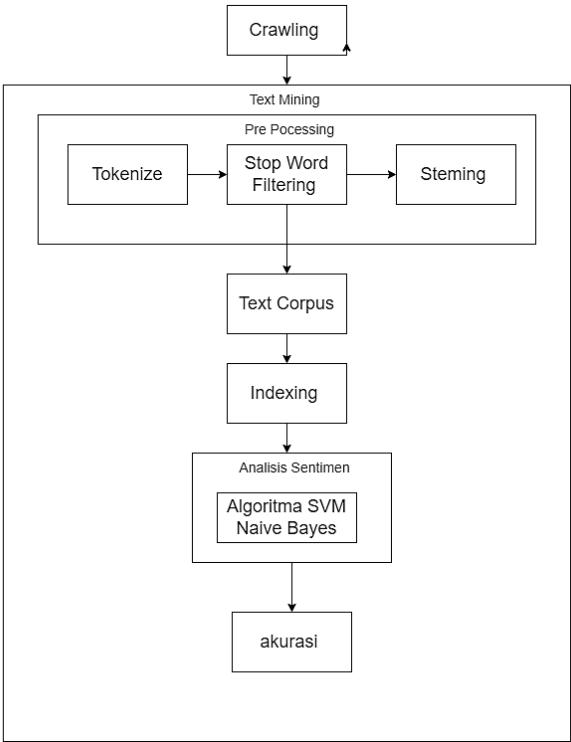 Crawling
Text Mining
Pre Pocessing
Tokenize
Stop Word
Filtering
Steming
Text Corpus
Indexing
Analisis Sentimen
Algoritma SVM
Naive Bayes
akurasi